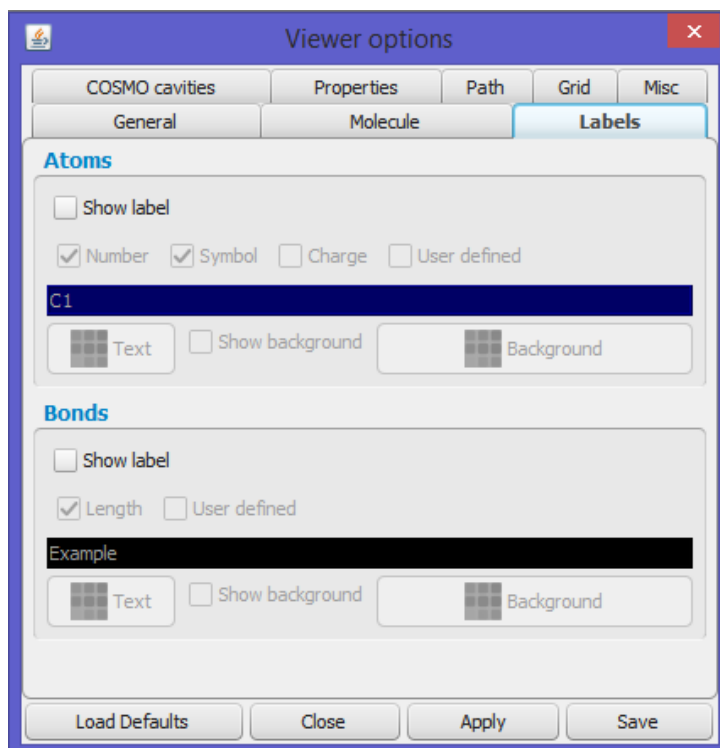 Viewer options
COSMO cavities Properties Path Grid Misc
General Molecule Labels
Atoms
Show label
Number Symbol Charge User defined
C1
Text Show background Background
Bonds
Show label
Length User defined
Example
Text Show background Background
Load Defaults Close Apply Save